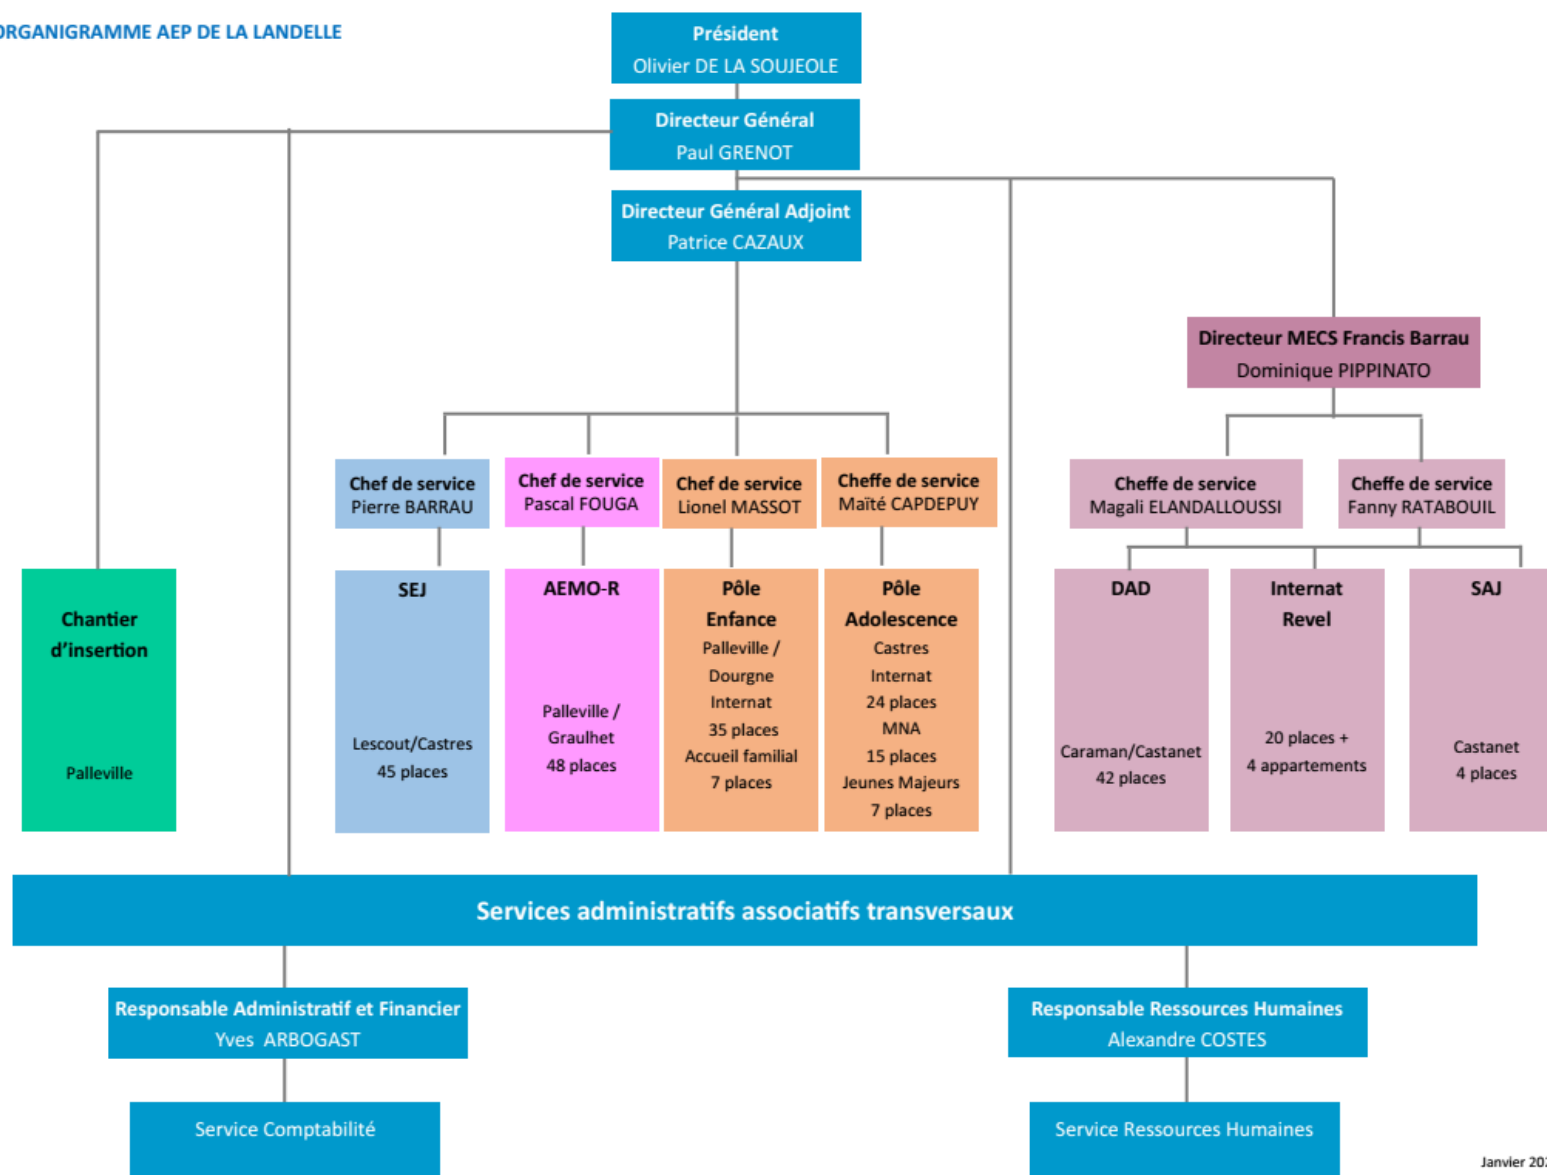 ORGANIGRAMME AEP DE LA LANDELLE
Président
Olivier DE LA SOUJEOLE
Directeur Général
Paul GRENOT
Directeur Général Adjoint
Patrice CAZAUX
Directeur MECS Francis Barrau
Dominique PIPPINATO
Chef de service
Pierre BARRAU
Chef de service
Pascal FOUGA
Chef de service
Lionel MASSOT
Cheffe de service
Maïté CAPDEPUY
Cheffe de service
Magali ELANDALLOUSSI
Cheffe de service
Fanny RATABOUIL
Chantier
d'insertion
Palleville
SEJ
Lescout/Castres
45 places
AEMO-R
Palleville /
Graulhet
48 places
Pôle
Enfance
Palleville /
Dourgne
Internat
35 places
Accueil familial
7 places
Pôle
Adolescence
Castres
Internat
24 places
MNA
15 places
Jeunes Majeurs
7 places
DAD
Caraman/Castanet
42 places
Internat
Revel
20 places +
4 appartements
SAJ
Castanet
4 places
Services administratifs associatifs transversaux
Responsable Administratif et Financier
Yves ARBOGAST
Responsable Ressources Humaines
Alexandre COSTES
Service Comptabilité
Service Ressources Humaines
Janvier